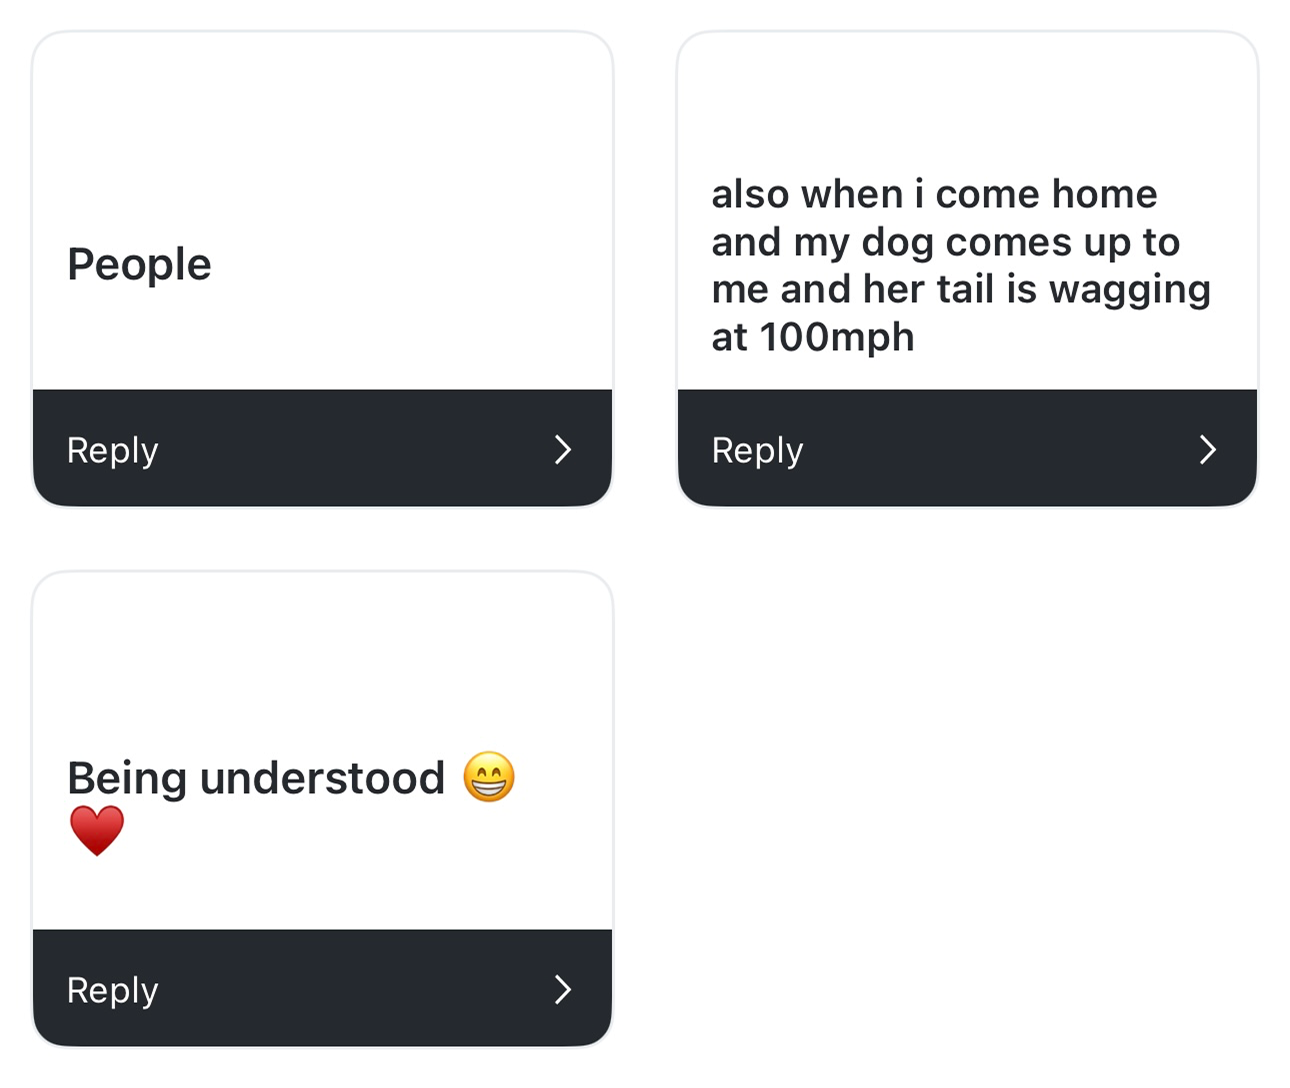 People
Reply
also when i come home
and my dog comes up to
me and her tail is wagging
at 100mph
Reply
Being understood 😁
♥️
Reply